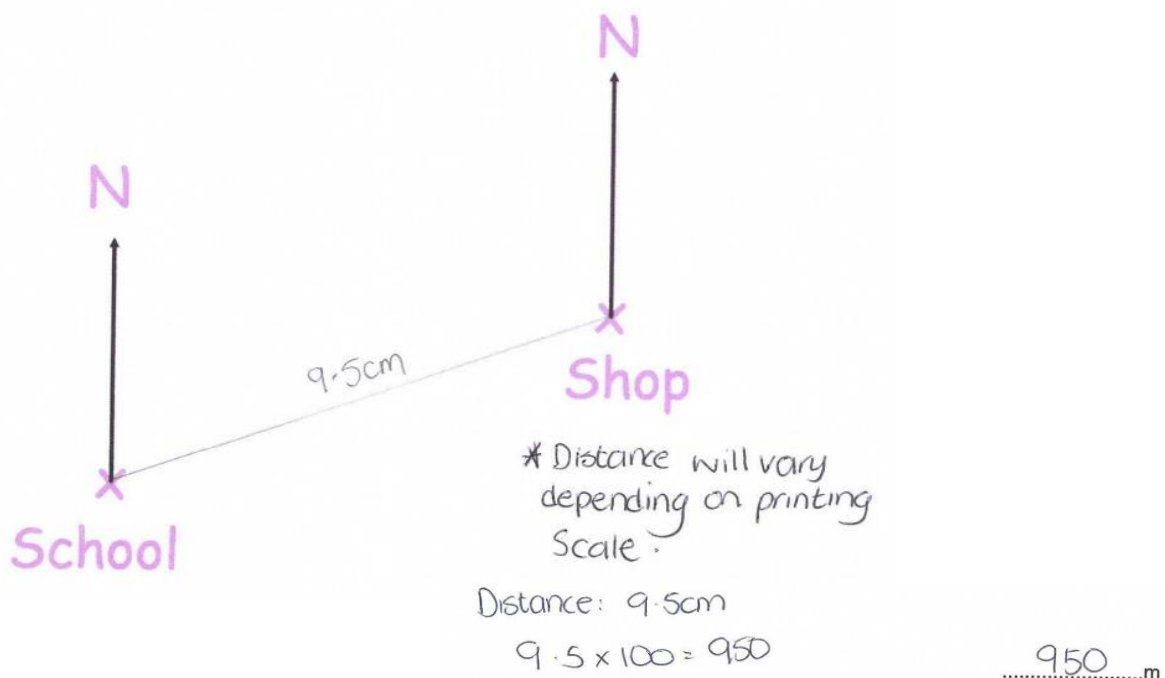 N
N
9.5cm
Shop
School
* Distance will vary
depending on printing
Scale.
Distance: 9.5cm
9.5 x 100 = 950
950 m